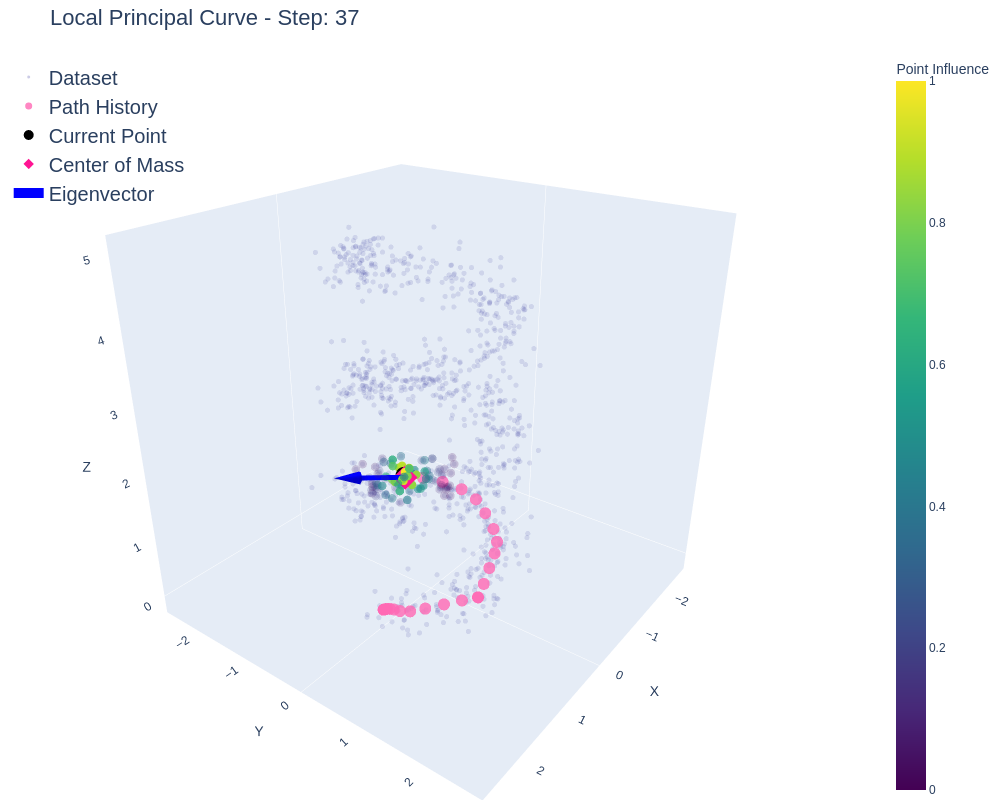 Local Principal Curve - Step: 37
Dataset
Path History
Current Point
Center of Mass
Eigenvector
Point Influence
1
0.8
0.6
0.4
0.2
0
5
4
3
Z
2
1
0
−2
−1
0
Y
1
2
−2
−1
0
X
1
2